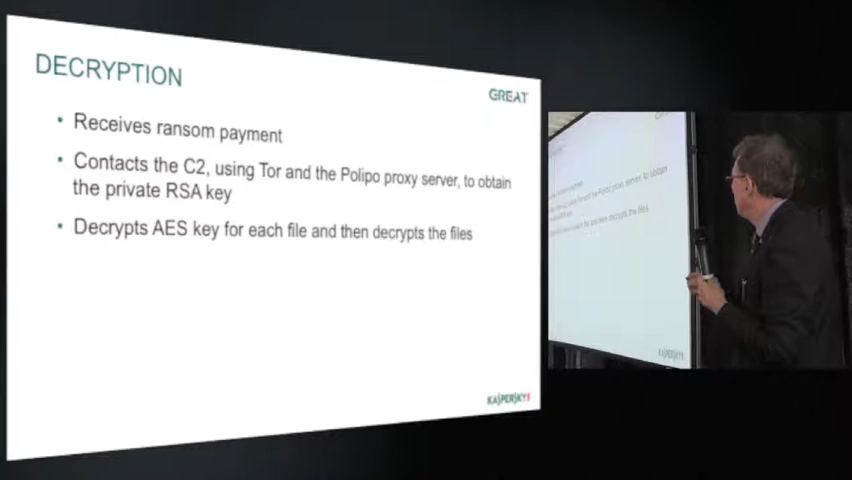 DECRYPTION
GREAT
• Receives ransom payment
• Contacts the C2, using Tor and the Polipo proxy server, to obtain
the private RSA key
• Decrypts AES key for each file and then decrypts the files
KASPERSKY